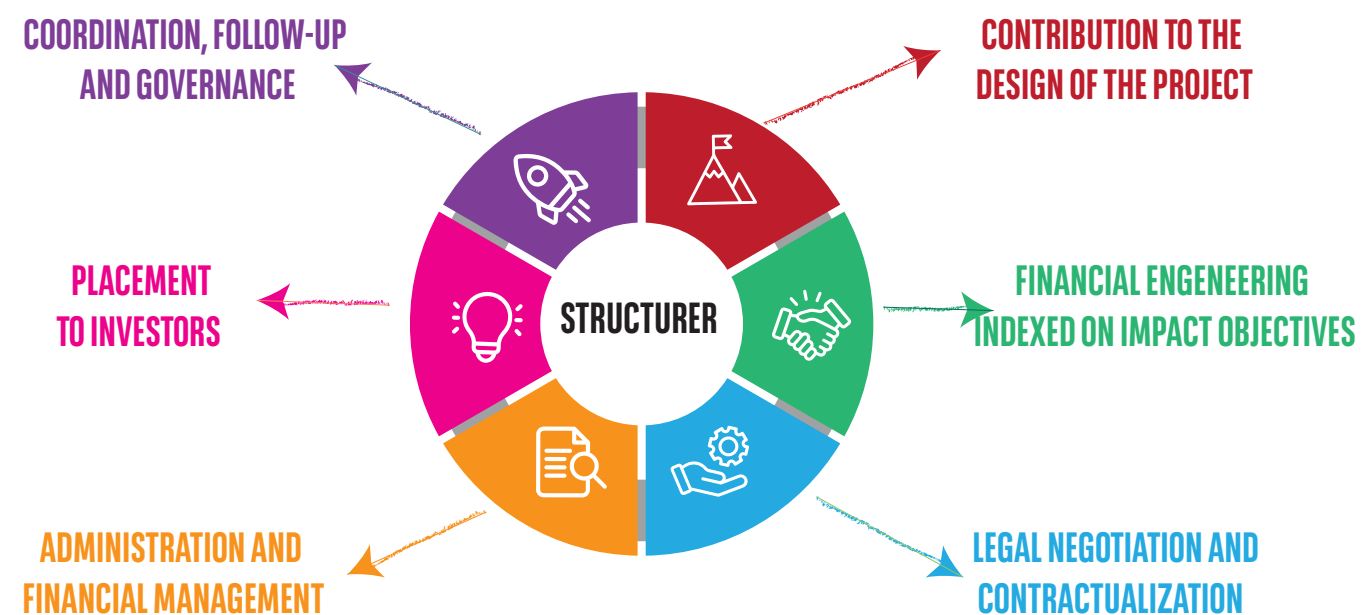 COORDINATION, FOLLOW-UP
AND GOVERNANCE
CONTRIBUTION TO THE
DESIGN OF THE PROJECT
PLACEMENT
TO INVESTORS
STRUCTURER
FINANCIAL ENGENEERING
INDEXED ON IMPACT OBJECTIVES
ADMINISTRATION AND
FINANCIAL MANAGEMENT
LEGAL NEGOTIATION AND
CONTRACTUALIZATION